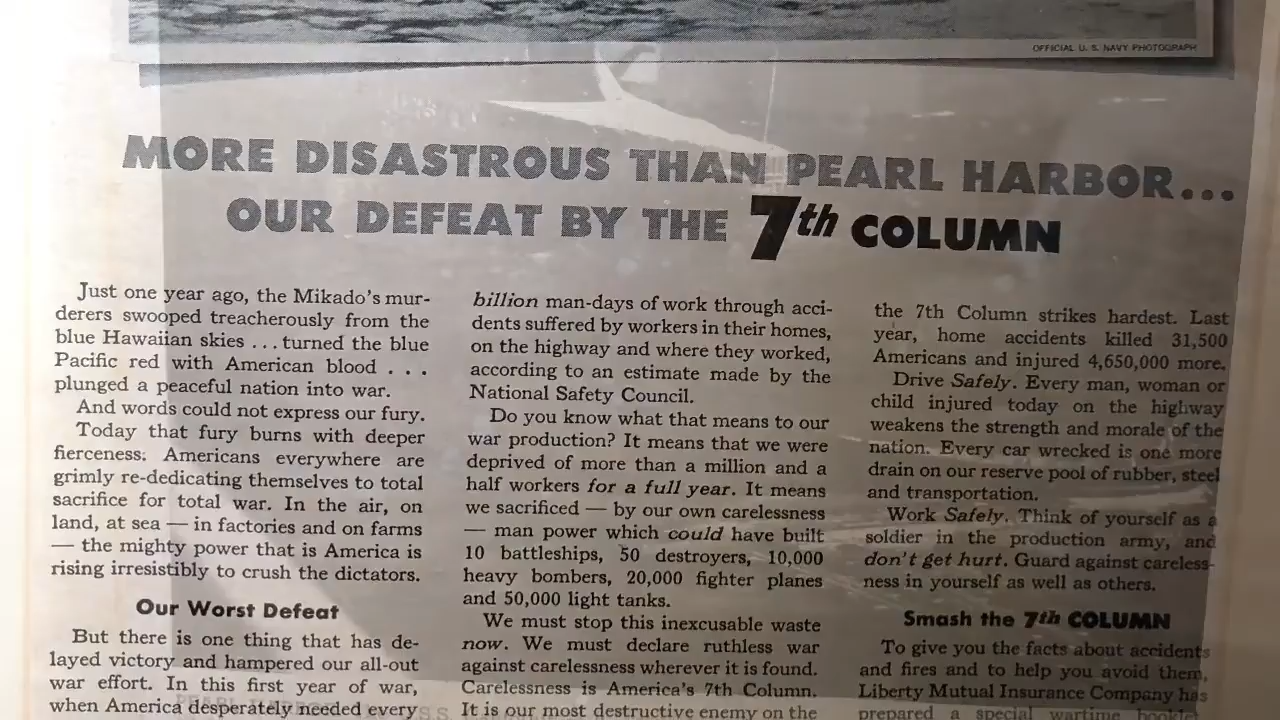 OFFICIAL U. S. NAVY PHOTOGRAPH
MORE DISASTROUS THAN PEARL HARBOR...
OUR DEFEAT BY THE 7th COLUMN
Just one year ago, the Mikado's mur-
derers swooped treacherously from the
blue Hawaiian skies ... turned the blue
Pacific red with American blood . . .
plunged a peaceful nation into war.
And words could not express our fury.
Today that fury burns with deeper
fierceness. Americans everywhere are
grimly re-dedicating themselves to total
sacrifice for total war. In the air, on
land, at sea — in factories and on farms
— the mighty power that is America is
rising irresistibly to crush the dictators.
Our Worst Defeat
But there is one thing that has de-
layed victory and hampered our all-out
war effort. In this first year of war,
when America desperately needed every
billion man-days of work through acci-
dents suffered by workers in their homes,
on the highway and where they worked,
according to an estimate made by the
National Safety Council.
Do you know what that means to our
war production? It means that we were
deprived of more than a million and a
half workers for a full year. It means
we sacrificed — by our own carelessness
— man power which could have built
10 battleships, 50 destroyers, 10,000
heavy bombers, 20,000 fighter planes
and 50,000 light tanks.
We must stop this inexcusable waste
now. We must declare ruthless war
against carelessness wherever it is found.
Carelessness is America's 7th Column.
It is our most destructive enemy on the
the 7th Column strikes hardest. Last
year, home accidents killed 31,500
Americans and injured 4,650,000 more.
Drive Safely. Every man, woman or
child injured today on the highway
weakens the strength and morale of the
nation. Every car wrecked is one more
drain on our reserve pool of rubber, steel
and transportation.
Work Safely. Think of yourself as a
soldier in the production army, and
don't get hurt. Guard against careless-
ness in yourself as well as others.
Smash the 7th COLUMN
To give you the facts about accidents
and fires and to help you avoid them,
Liberty Mutual Insurance Company has
prepared a special wartime booklet